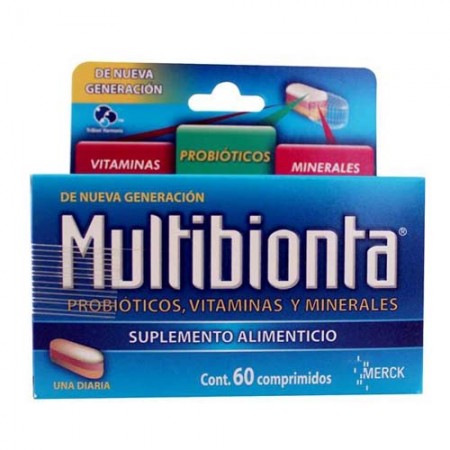 DE NUEVA
GENERACIÓN
VITAMINAS
PROBIÓTICOS
MINERALES
DE NUEVA GENERACIÓN
Multibionta®
PROBIÓTICOS, VITAMINAS Y MINERALES
SUPLEMENTO ALIMENTICIO
UNA DIARIA
Cont. 60 comprimidos
MERCK